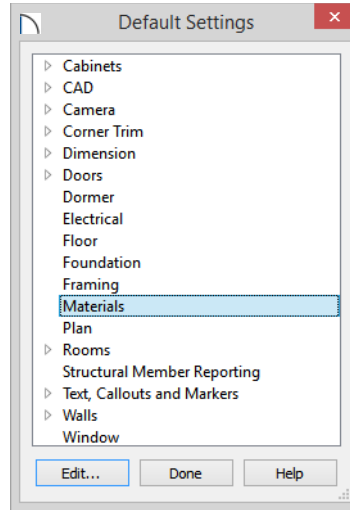 Default Settings
Cabinets
CAD
Camera
Corner Trim
Dimension
Doors
Dormer
Electrical
Floor
Foundation
Framing
Materials
Plan
Rooms
Structural Member Reporting
Text, Callouts and Markers
Walls
Window
Edit... Done Help